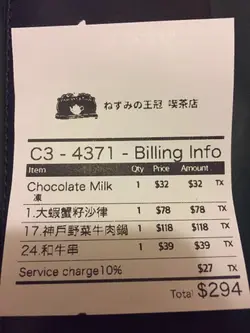 ねずみの王冠 喫茶店
C3 - 4371 - Billing Info
Item Qty Price Amount
Chocolate Milk 1 $32 $32 TX
凍
1.大蝦蟹籽沙律 1 $78 $78 TX
17.神戶野菜牛肉鍋 1 $118 $118 TX
24.和牛串 1 $39 $39 TX
Service charge10% $27 TX
Total $294